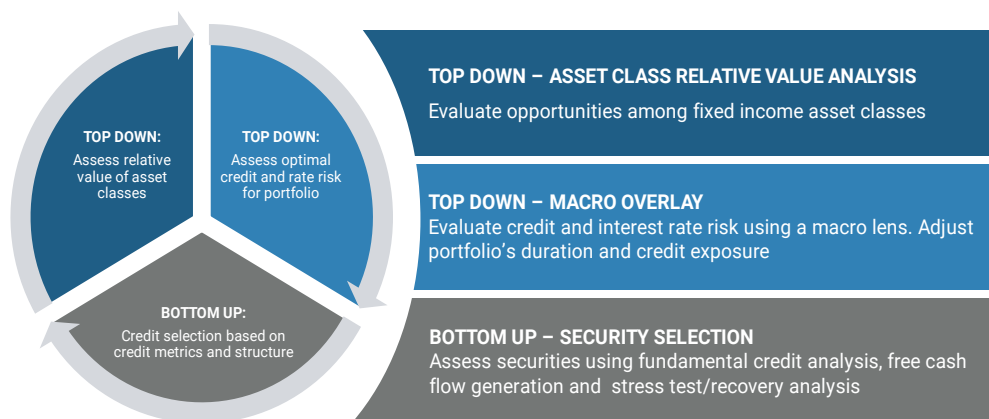 TOP DOWN:
Assess relative
value of asset
classes
TOP DOWN:
Assess optimal
credit and rate risk
for portfolio
BOTTOM UP:
Credit selection based on
credit metrics and structure
TOP DOWN – ASSET CLASS RELATIVE VALUE ANALYSIS
Evaluate opportunities among fixed income asset classes
TOP DOWN – MACRO OVERLAY
Evaluate credit and interest rate risk using a macro lens. Adjust
portfolio’s duration and credit exposure
BOTTOM UP – SECURITY SELECTION
Assess securities using fundamental credit analysis, free cash
flow generation and  stress test/recovery analysis